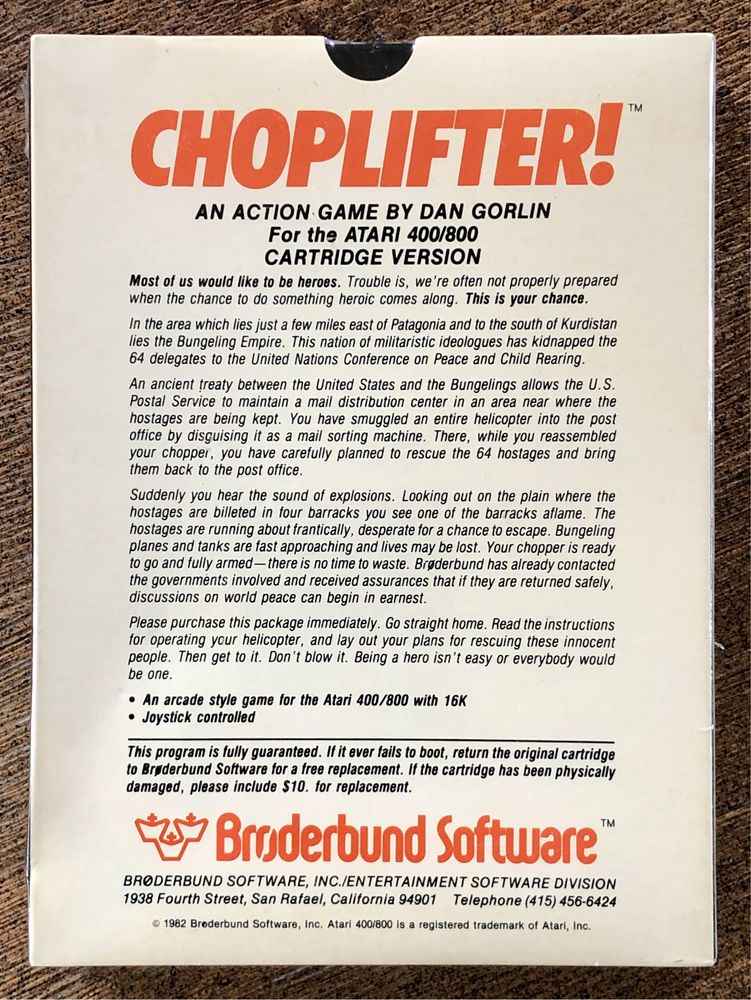 CHOPLIFTER!™
AN ACTION GAME BY DAN GORLIN
For the ATARI 400/800
CARTRIDGE VERSION
Most of us would like to be heroes. Trouble is, we're often not properly prepared
when the chance to do something heroic comes along. This is your chance.
In the area which lies just a few miles east of Patagonia and to the south of Kurdistan
lies the Bungeling Empire. This nation of militaristic ideologues has kidnapped the
64 delegates to the United Nations Conference on Peace and Child Rearing.
An ancient treaty between the United States and the Bungelings allows the U.S.
Postal Service to maintain a mail distribution center in an area near where the
hostages are being kept. You have smuggled an entire helicopter into the post
office by disguising it as a mail sorting machine. There, while you reassembled
your chopper, you have carefully planned to rescue the 64 hostages and bring
them back to the post office.
Suddenly you hear the sound of explosions. Looking out on the plain where the
hostages are billeted in four barracks you see one of the barracks aflame. The
hostages are running about frantically, desperate for a chance to escape. Bungeling
planes and tanks are fast approaching and lives may be lost. Your chopper is ready
to go and fully armed—there is no time to waste. Brøderbund has already contacted
the governments involved and received assurances that if they are returned safely,
discussions on world peace can begin in earnest.
Please purchase this package immediately. Go straight home. Read the instructions
for operating your helicopter, and lay out your plans for rescuing these innocent
people. Then get to it. Don't blow it. Being a hero isn't easy or everybody would
be one.
• An arcade style game for the Atari 400/800 with 16K
• Joystick controlled
This program is fully guaranteed. If it ever fails to boot, return the original cartridge
to Brøderbund Software for a free replacement. If the cartridge has been physically
damaged, please include $10. for replacement.
Brøderbund Software™
BRØDERBUND SOFTWARE, INC./ENTERTAINMENT SOFTWARE DIVISION
1938 Fourth Street, San Rafael, California 94901 Telephone (415) 456-6424
© 1982 Brøderbund Software, Inc. Atari 400/800 is a registered trademark of Atari, Inc.